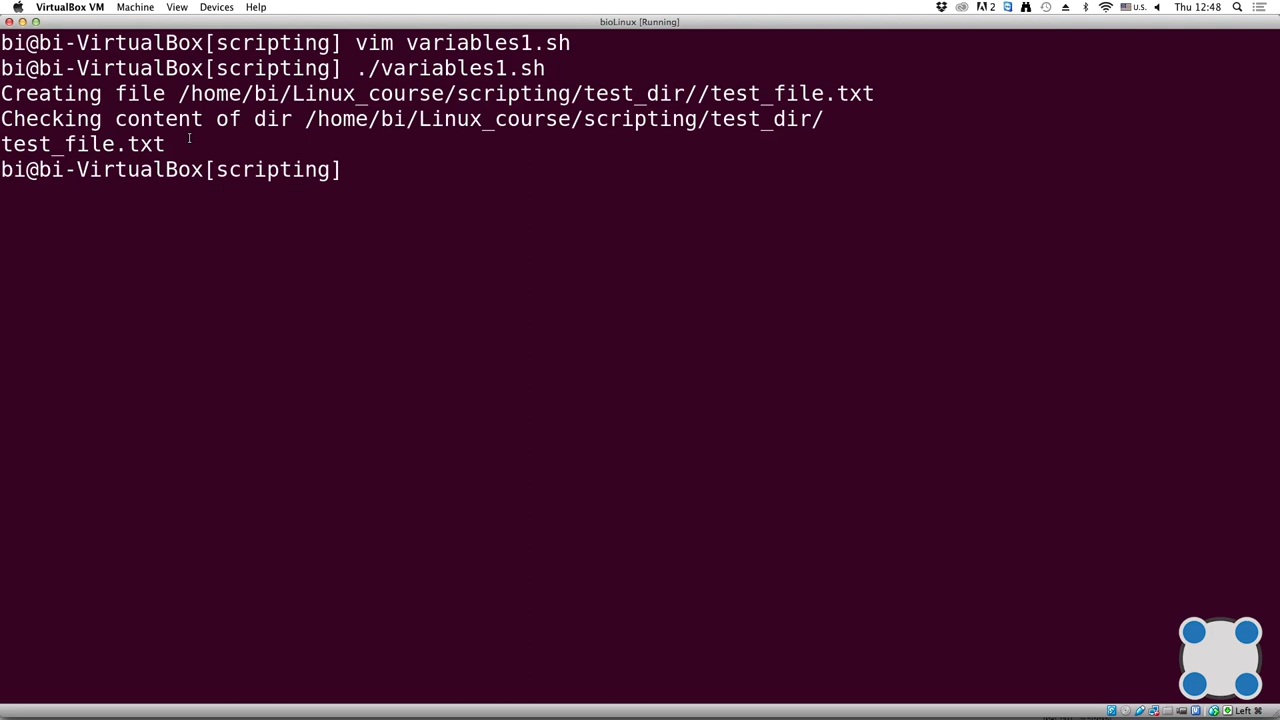 VirtualBox VM Machine View Devices Help 2 U.S. Thu 12:48
bioLinux [Running]
bi@bi-VirtualBox[scripting] vim variables1.sh
bi@bi-VirtualBox[scripting] ./variables1.sh
Creating file /home/bi/Linux_course/scripting/test_dir//test_file.txt
Checking content of dir /home/bi/Linux_course/scripting/test_dir/
test_file.txt
bi@bi-VirtualBox[scripting]
Left ⌘